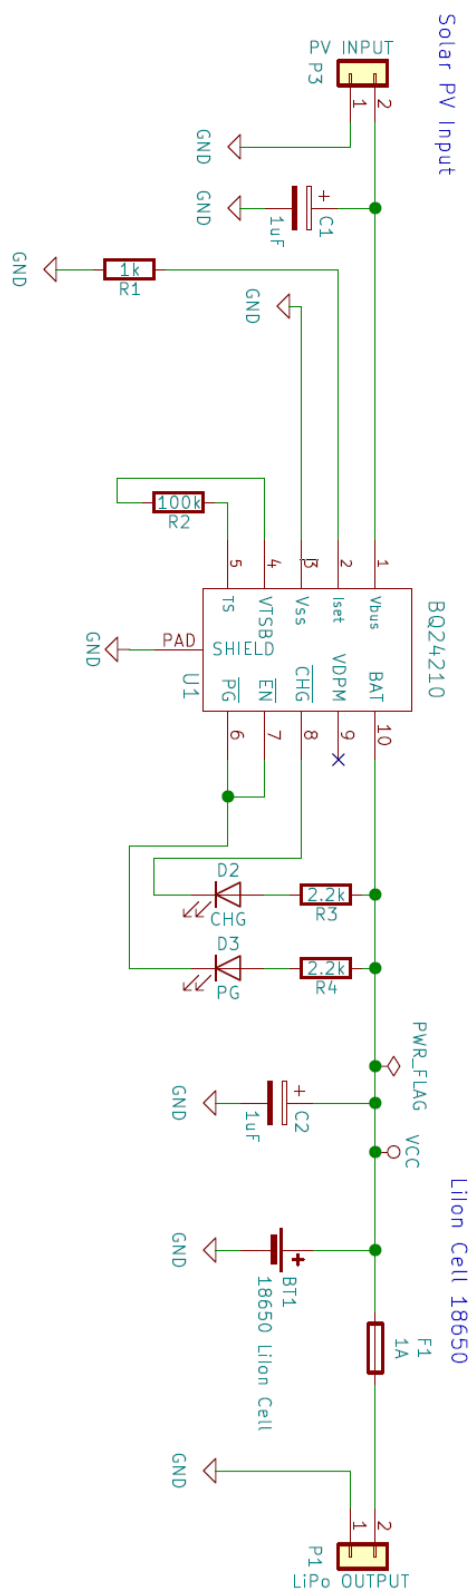 Solar PV Input
PV INPUT
P3
1
2
GND
GND
C1
1uF
GND
1k
R1
GND
100k
R2
5
4
3
2
1
BQ24210
TS
VTSB
Vss
Iset
Vbus
GND
PAD
SHIELD
U1
PG
EN
CHG
VDPM
BAT
6
7
8
9
10
D2
CHG
2.2k
R3
D3
PG
2.2k
R4
PWR_FLAG
GND
C2
1uF
VCC
LiIon Cell 18650
GND
BT1
18650 LiIon Cell
F1
1A
GND
1
2
P1
LiPo OUTPUT